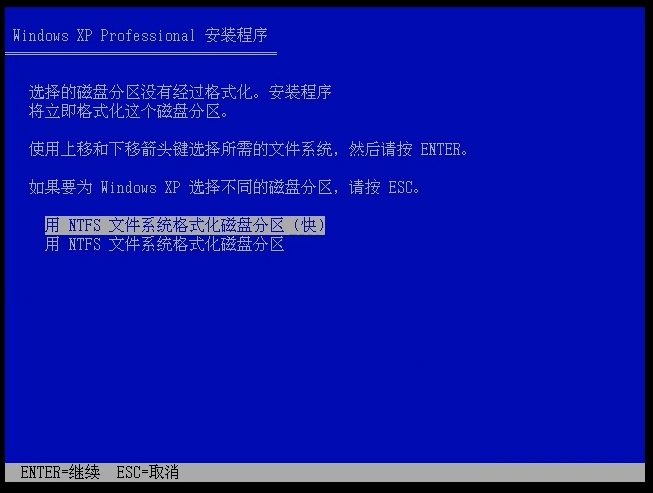 Windows XP Professional 安装程序
选择的磁盘分区没有经过格式化。安装程序
将立即格式化这个磁盘分区。
使用上移和下移箭头键选择所需的文件系统，然后请按 ENTER。
如果要为 Windows XP 选择不同的磁盘分区，请按 ESC。
用 NTFS 文件系统格式化磁盘分区（快）
用 NTFS 文件系统格式化磁盘分区
ENTER=继续 ESC=取消